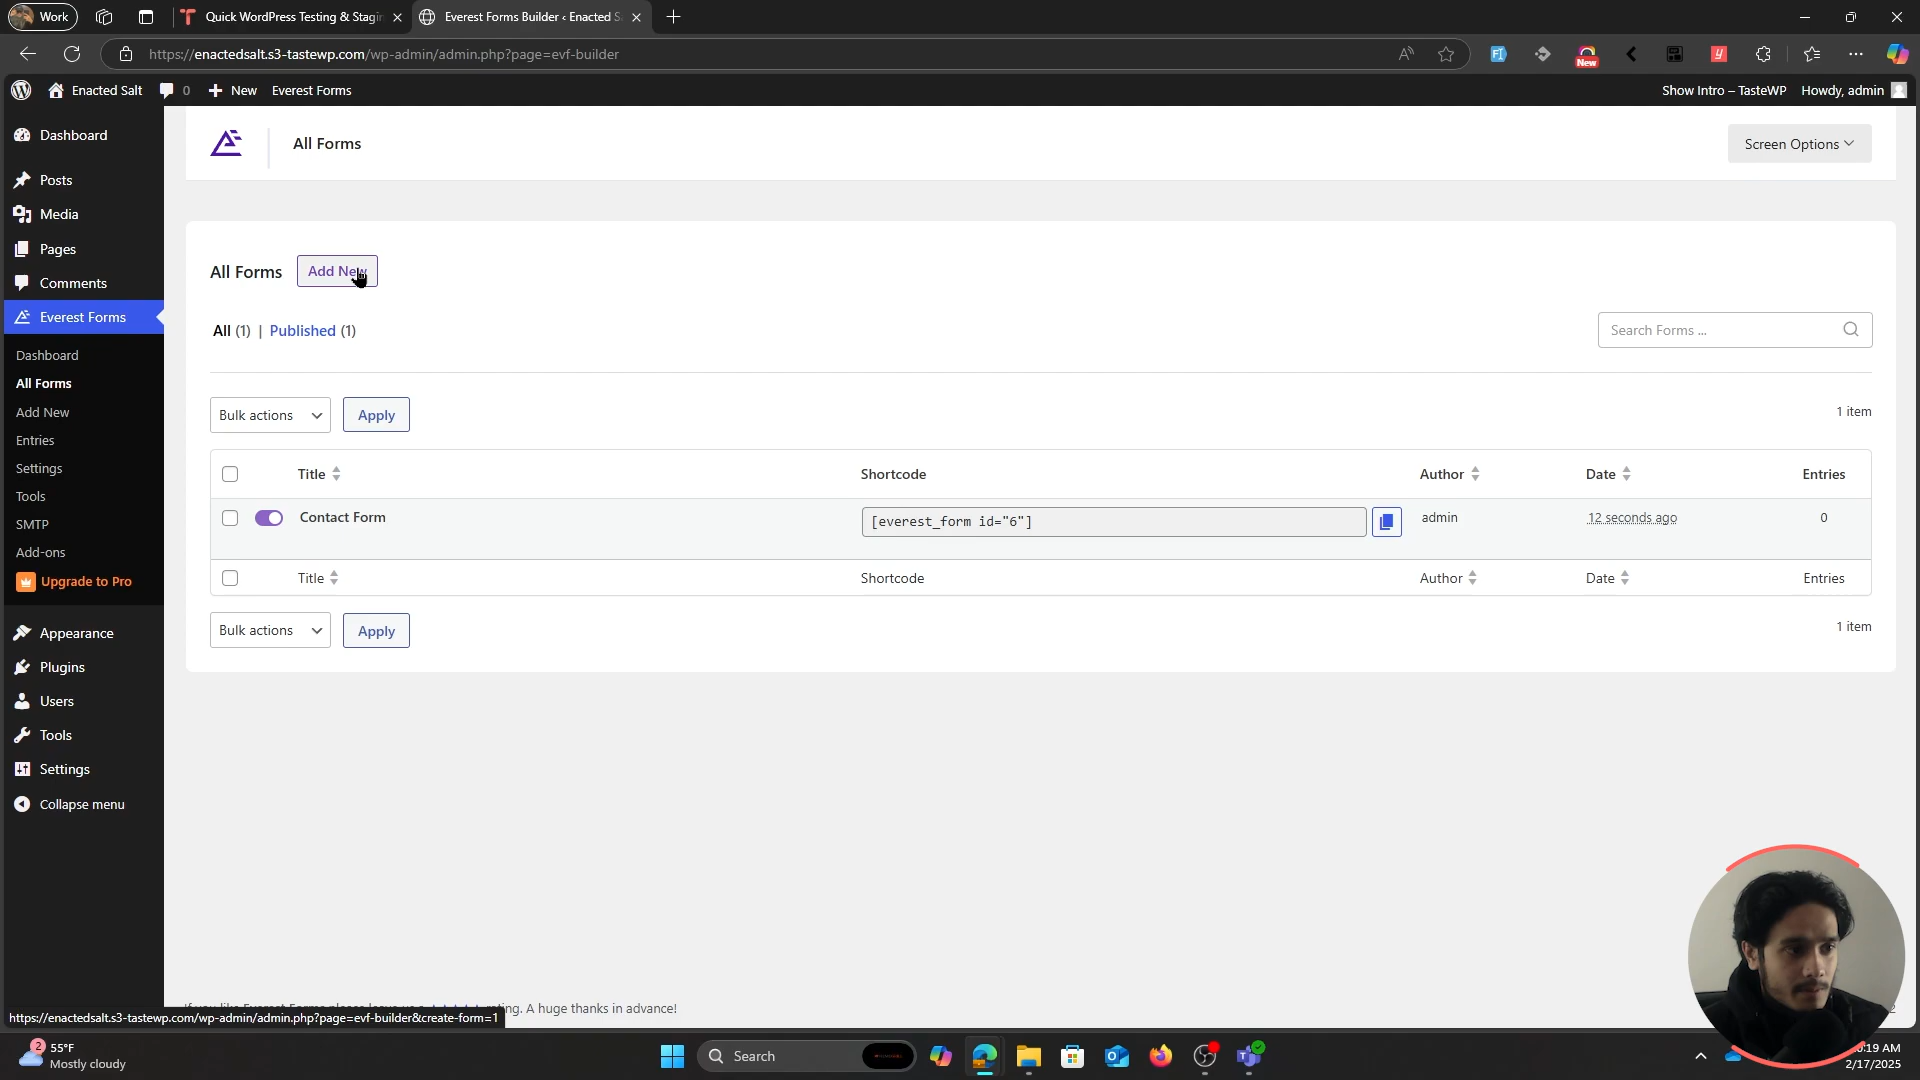 Work
Quick WordPress Testing & Stagin
Everest Forms Builder ‹ Enacted S
https://enactedsalt.s3-tastewp.com/wp-admin/admin.php?page=evf-builder
New
Enacted Salt
0
New
Everest Forms
Show Intro – TasteWP
Howdy, admin
Dashboard
Posts
Media
Pages
Comments
Everest Forms
Dashboard
All Forms
Add New
Entries
Settings
Tools
SMTP
Add-ons
Upgrade to Pro
Appearance
Plugins
Users
Tools
Settings
Collapse menu
All Forms
Screen Options
All Forms
Add New
All (1) | Published (1)
Search Forms ...
Bulk actions
Apply
1 item
Title
Shortcode
Author
Date
Entries
Contact Form
[everest_form id="6"]
admin
12 seconds ago
0
Title
Shortcode
Author
Date
Entries
Bulk actions
Apply
1 item
rating. A huge thanks in advance!
https://enactedsalt.s3-tastewp.com/wp-admin/admin.php?page=evf-builder&create-form=1
2
55°F
Mostly cloudy
Search
:19 AM
2/17/2025